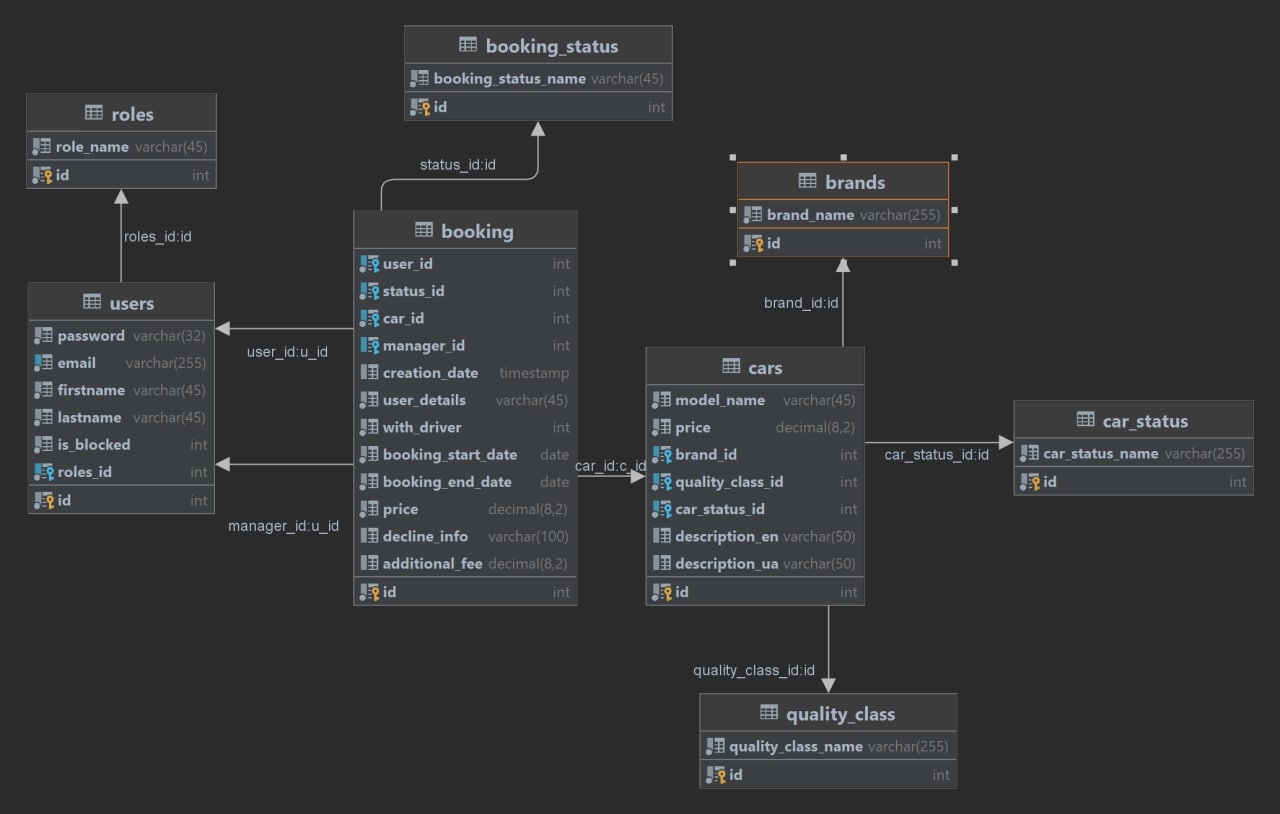 booking_status
booking_status_name varchar(45)
id int
roles
role_name varchar(45)
id int
status_id:id
brands
brand_name varchar(255)
id int
roles_id:id
booking
user_id int
status_id int
car_id int
manager_id int
creation_date timestamp
user_details varchar(45)
with_driver int
booking_start_date date
booking_end_date date
price decimal(8,2)
decline_info varchar(100)
additional_fee decimal(8,2)
id int
users
password varchar(32)
email varchar(255)
firstname varchar(45)
lastname varchar(45)
is_blocked int
roles_id int
id int
user_id:u_id
manager_id:u_id
brand_id:id
cars
model_name varchar(45)
price decimal(8,2)
brand_id int
quality_class_id int
car_status_id int
description_en varchar(50)
description_ua varchar(50)
id int
car_id:c_id
car_status_id:id
car_status
car_status_name varchar(255)
id int
quality_class_id:id
quality_class
quality_class_name varchar(255)
id int